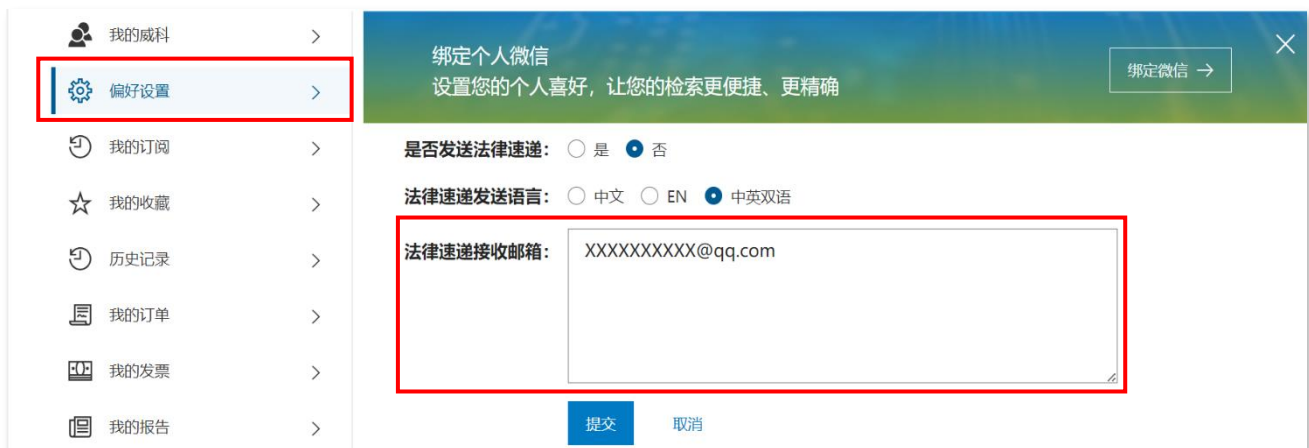 我的威科
偏好设置
我的订阅
我的收藏
历史记录
我的订单
我的发票
我的报告
绑定个人微信
设置您的个人喜好，让您的检索更便捷、更精确
绑定微信 →
是否发送法律速递： 是 否
法律速递发送语言： 中文 EN 中英双语
法律速递接收邮箱： XXXXXXXXXX@qq.com
提交 取消